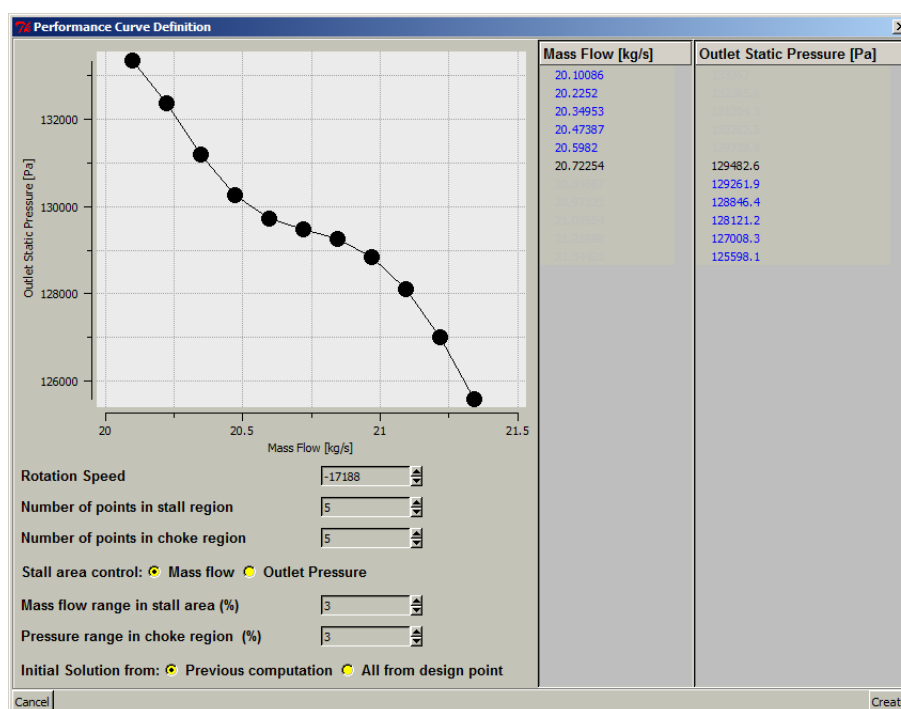 Performance Curve Definition
Mass Flow [kg/s]
Outlet Static Pressure [Pa]
20.10086
20.2252
20.34953
20.47387
20.5982
20.72254
129482.6
129261.9
128846.4
128121.2
127008.3
125598.1
132000
130000
128000
126000
Outlet Static Pressure [Pa]
20
20.5
21
21.5
Mass Flow [kg/s]
Rotation Speed
-17188
Number of points in stall region
5
Number of points in choke region
5
Stall area control: Mass flow Outlet Pressure
Mass flow range in stall area (%)
3
Pressure range in choke region (%)
3
Initial Solution from: Previous computation All from design point
Cancel
Creat